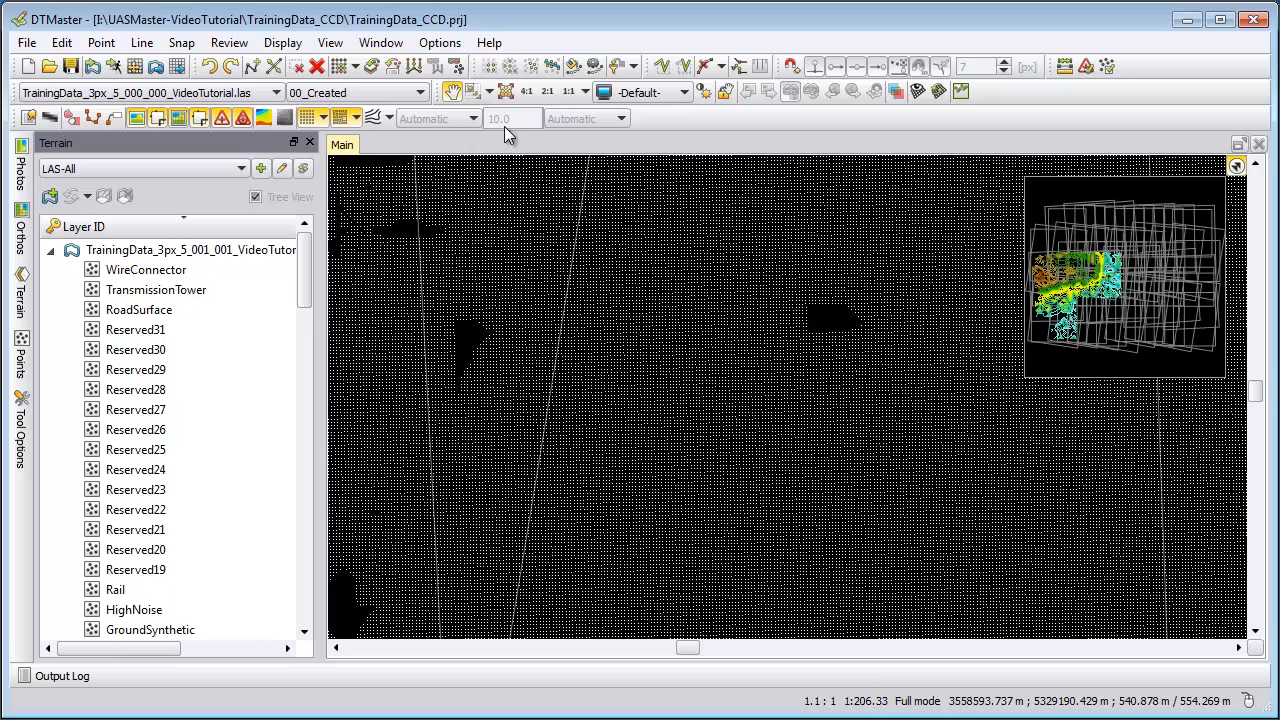 DTMaster - [I:\UASMaster-VideoTutorial\TrainingData_CCD\TrainingData_CCD.prj]
File Edit Point Line Snap Review Display View Window Options Help
7 [px]
TrainingData_3px_5_000_000_VideoTutorial.las 00_Created 4:1 2:1 1:1 -Default-
Automatic 10.0 Automatic
Terrain
Main
LAS-All
Tree View
Layer ID
TrainingData_3px_5_001_001_VideoTutor
WireConnector
TransmissionTower
RoadSurface
Reserved31
Reserved30
Reserved29
Reserved28
Reserved27
Reserved26
Reserved25
Reserved24
Reserved23
Reserved22
Reserved21
Reserved20
Reserved19
Rail
HighNoise
GroundSynthetic
Photos
Orthos
Terrain
Points
Tool Options
Output Log
1.1 : 1 1:206.33 Full mode 3558593.737 m ; 5329190.429 m ; 540.878 m / 554.269 m